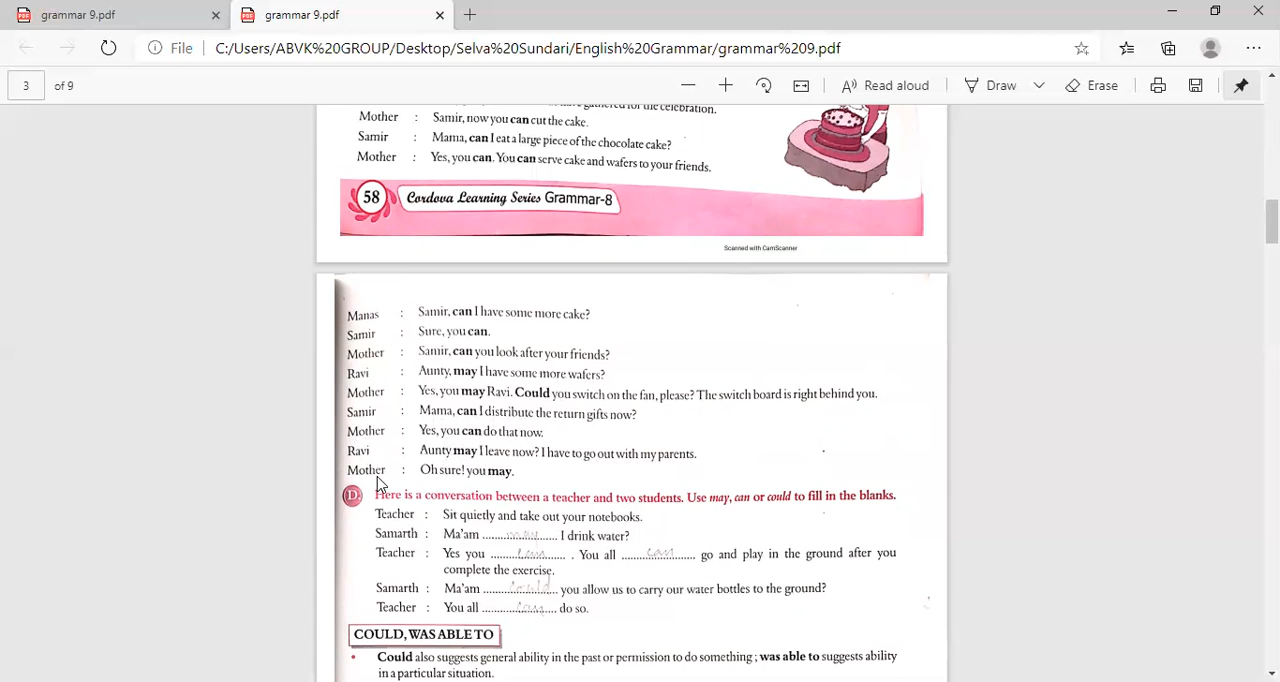 grammar 9.pdf
grammar 9.pdf
File C:/Users/ABVK%20GROUP/Desktop/Selva%20Sundari/English%20Grammar/grammar%209.pdf
3 of 9
Read aloud Draw Erase
gathered for the celebration.
Mother : Samir, now you can cut the cake.
Samir : Mama, can I eat a large piece of the chocolate cake?
Mother : Yes, you can. You can serve cake and wafers to your friends.
58 Cordova Learning Series Grammar-8
Scanned with CamScanner
Manas : Samir, can I have some more cake?
Samir : Sure, you can.
Mother : Samir, can you look after your friends?
Ravi : Aunty, may I have some more wafers?
Mother : Yes, you may Ravi. Could you switch on the fan, please? The switch board is right behind you.
Samir : Mama, can I distribute the return gifts now?
Mother : Yes, you can do that now.
Ravi : Aunty may I leave now? I have to go out with my parents.
Mother : Oh sure! you may.
D. Here is a conversation between a teacher and two students. Use may, can or could to fill in the blanks.
Teacher : Sit quietly and take out your notebooks.
Samarth : Ma'am ....may.... I drink water?
Teacher : Yes you ....can.... . You all ....can.... go and play in the ground after you
complete the exercise.
Samarth : Ma'am ....could.... you allow us to carry our water bottles to the ground?
Teacher : You all ....can.... do so.
COULD, WAS ABLE TO
• Could also suggests general ability in the past or permission to do something ; was able to suggests ability
in a particular situation.